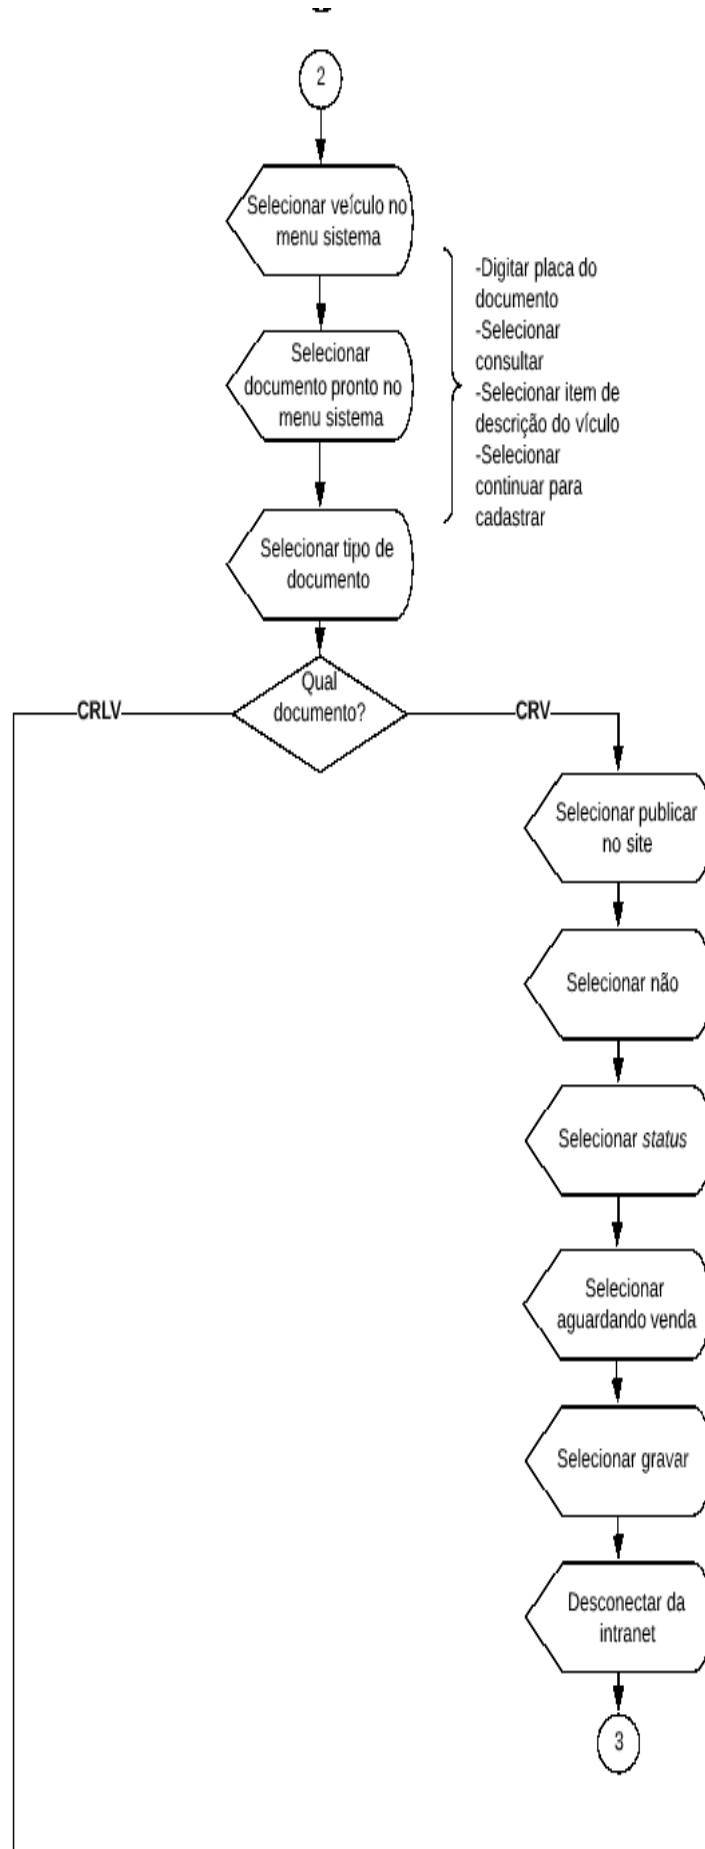 2
Selecionar veículo no
menu sistema
-Digitar placa do
documento
-Selecionar
consultar
-Selecionar item de
descrição do vículo
-Selecionar
continuar para
cadastrar
Selecionar
documento pronto no
menu sistema
Selecionar tipo de
documento
Qual
documento?
CRLV
CRV
Selecionar publicar
no site
Selecionar não
Selecionar status
Selecionar
aguardando venda
Selecionar gravar
Desconectar da
intranet
3